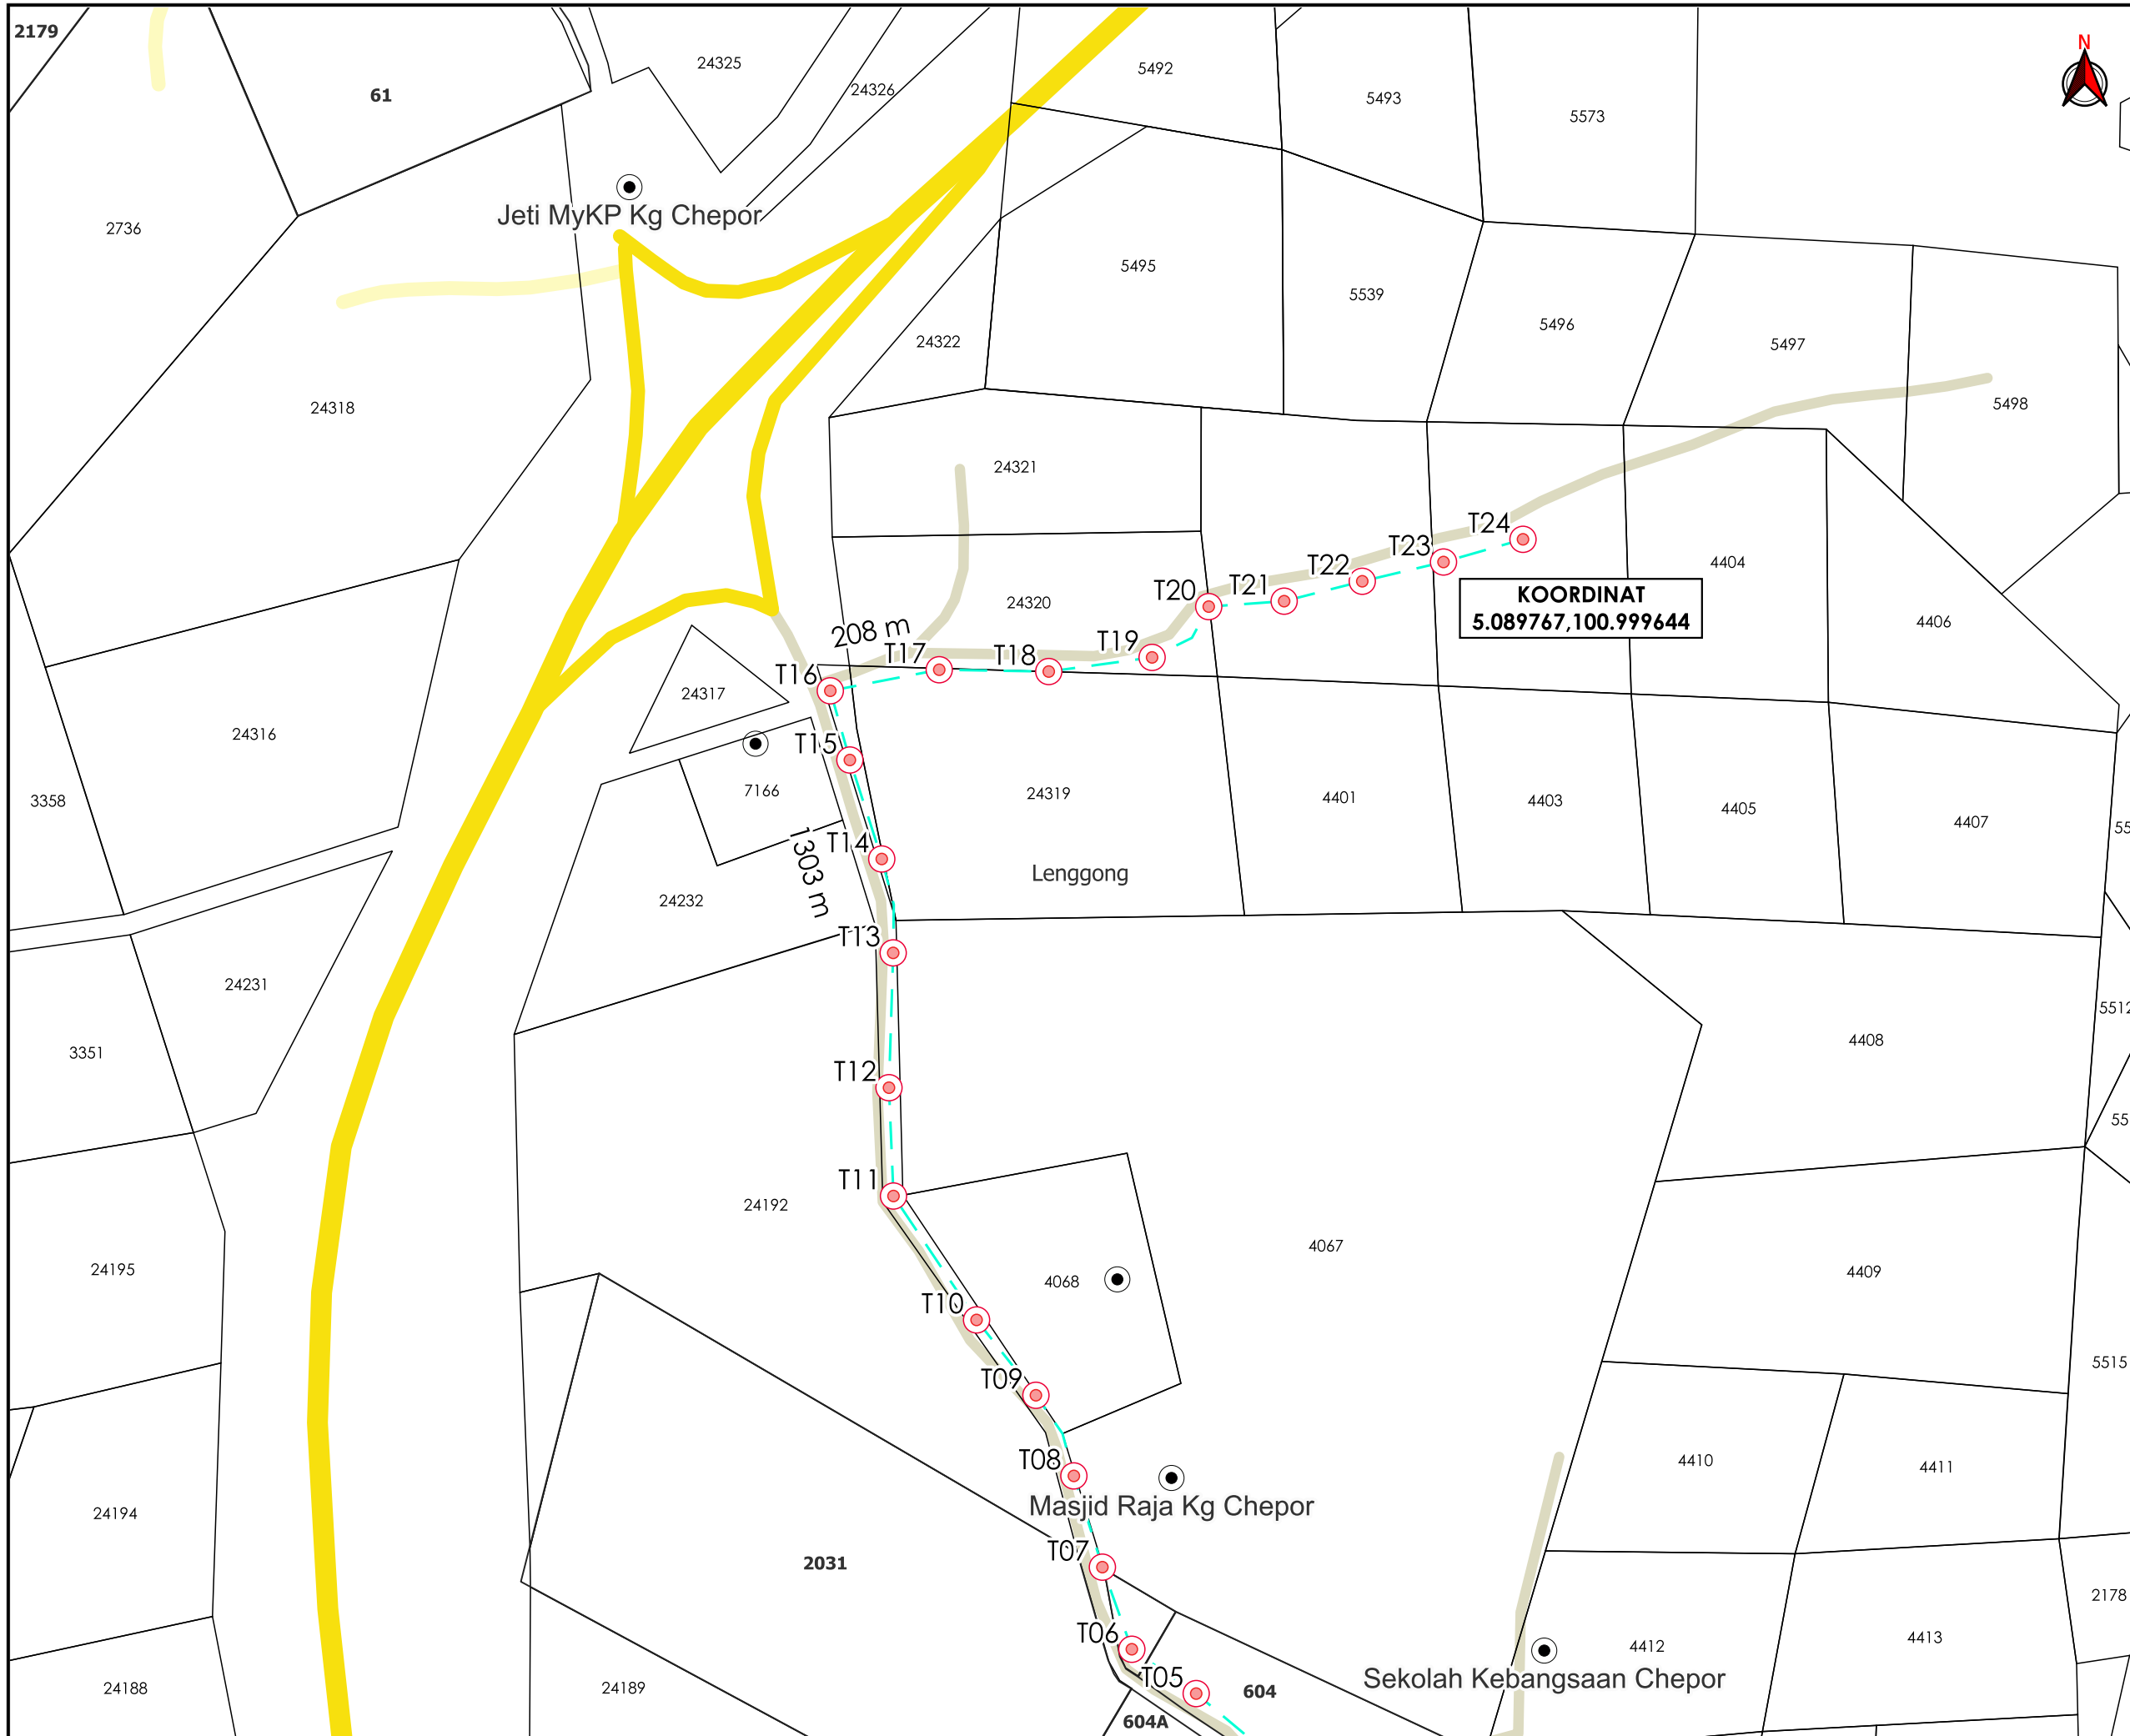 2179
N
61
24325
24326
5492
5493
5573
Jeti MyKP Kg Chepor
2736
5495
5539
5496
5497
5498
24322
24318
24321
T24
T23
T22
T21
T20
4404
KOORDINAT
5.089767,100.999644
24320
4406
208 m
T19
T18
T17
T16
24317
24316
T15
7166
3358
24319
4401
4403
4405
4407
55
T14
1303 m
Lenggong
24232
T13
24231
5512
3351
4408
T12
55
T11
24192
4067
24195
4068
4409
T10
5515
T09
T08
4410
4411
Masjid Raja Kg Chepor
24194
T07
2031
2178
T06
4412
4413
T05
Sekolah Kebangsaan Chepor
24188
24189
604
604A